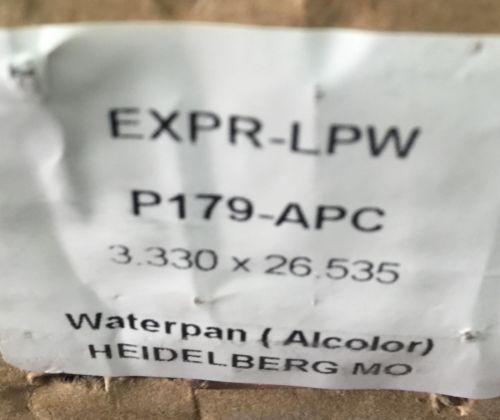 EXPR-LPW
P179-APC
3.330 x 26.535
Waterpan ( Alcolor)
HEIDELBERG MO